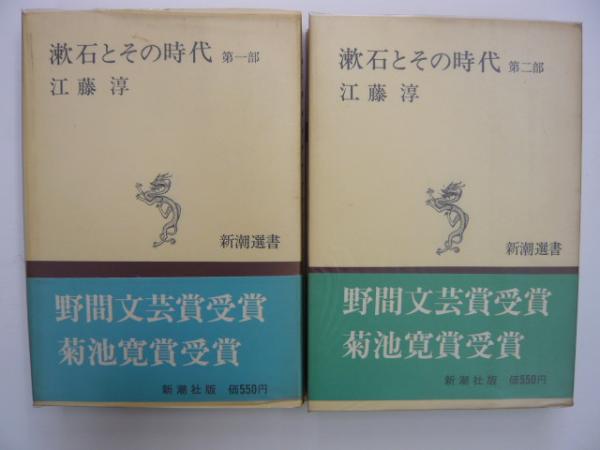 漱石とその時代 第一部
江藤淳
新潮選書
野間文芸賞受賞
菊池寛賞受賞
新潮社版 価550円
漱石とその時代 第二部
江藤淳
新潮選書
野間文芸賞受賞
菊池寛賞受賞
新潮社版 価550円